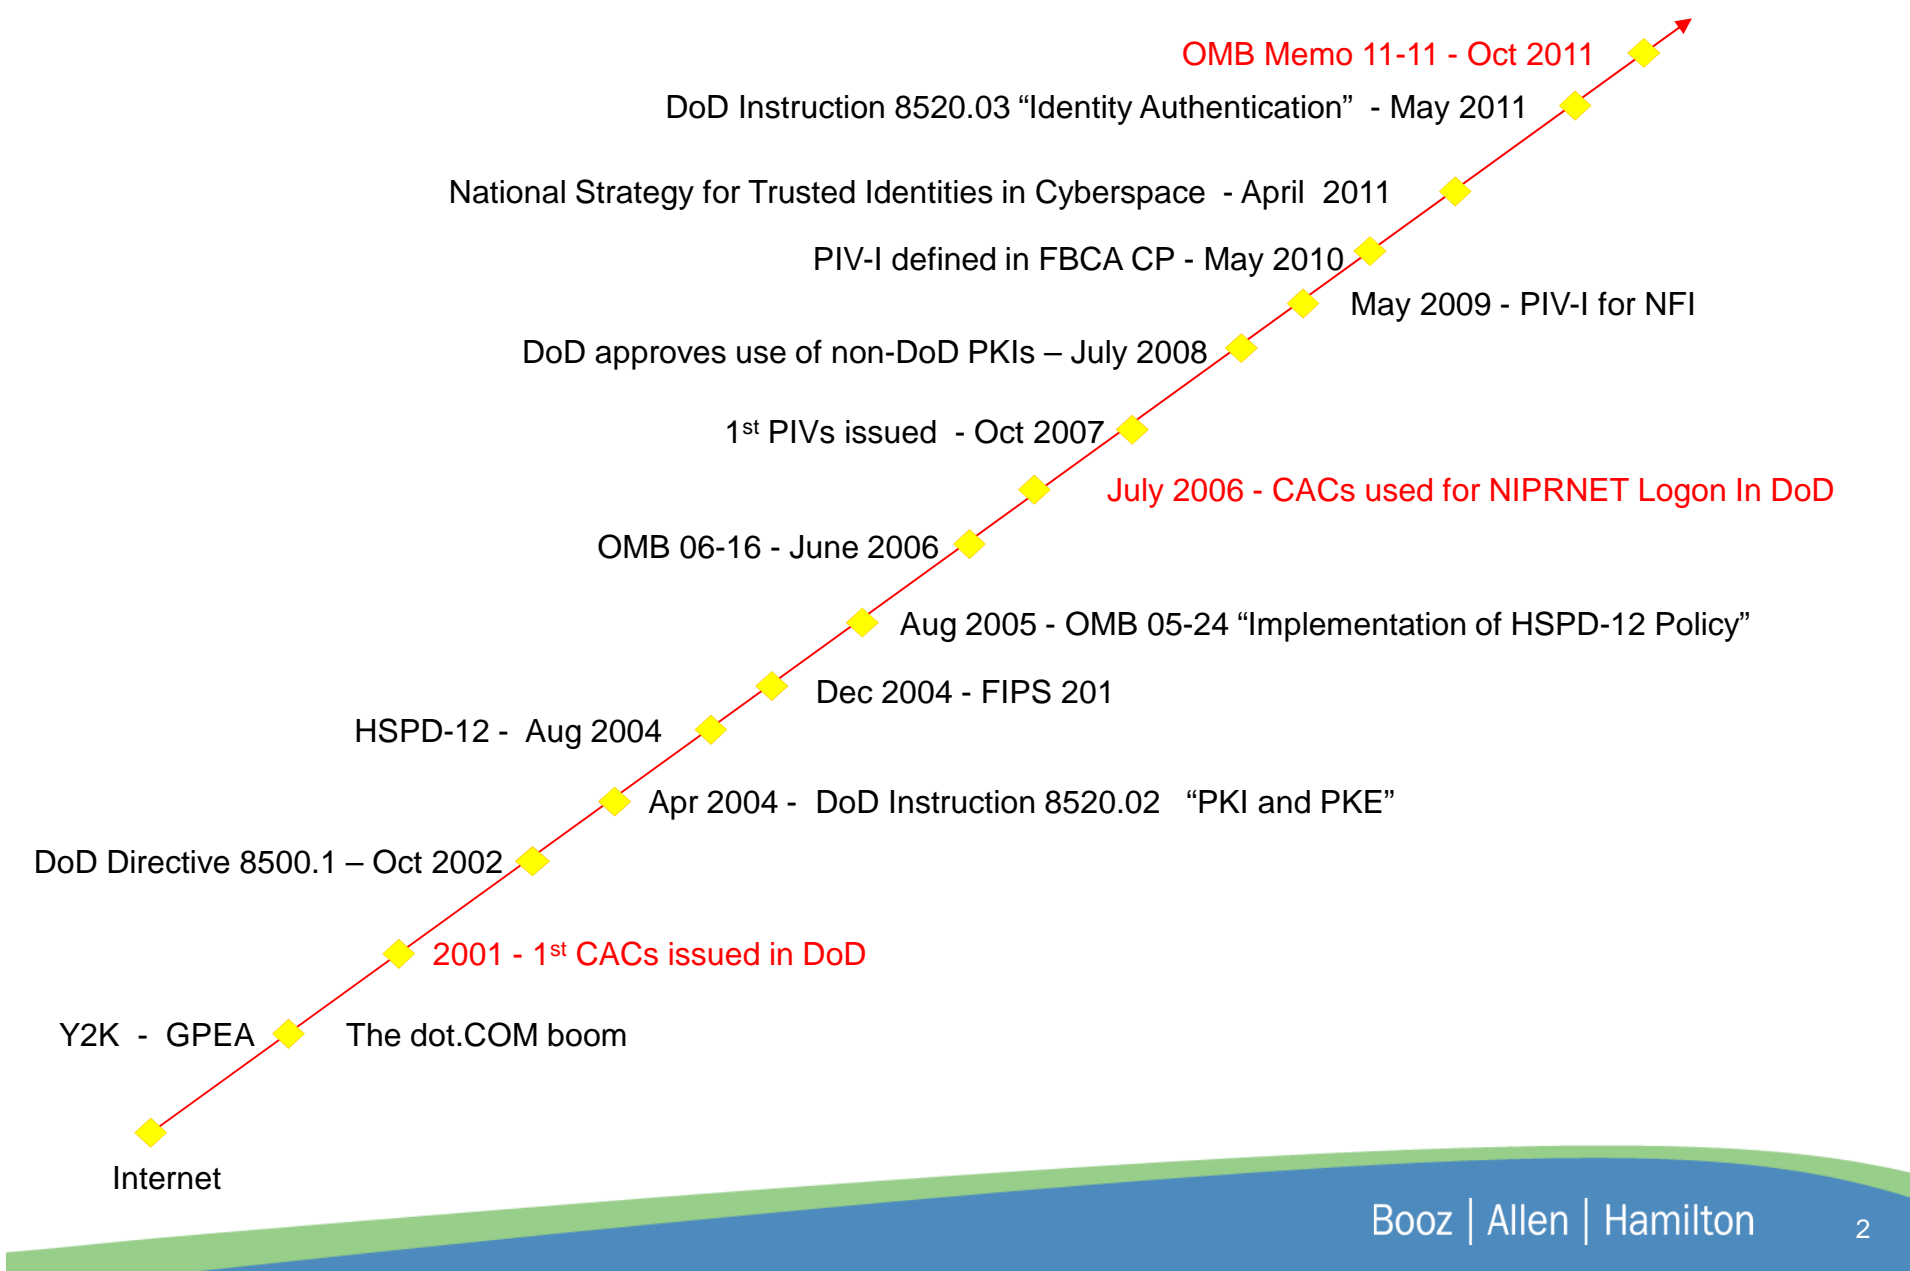 OMB Memo 11-11 - Oct 2011
DoD Instruction 8520.03 “Identity Authentication” - May 2011
National Strategy for Trusted Identities in Cyberspace - April 2011
PIV-I defined in FBCA CP - May 2010
May 2009 - PIV-I for NFI
DoD approves use of non-DoD PKIs – July 2008
1st PIVs issued - Oct 2007
July 2006 - CACs used for NIPRNET Logon In DoD
OMB 06-16 - June 2006
Aug 2005 - OMB 05-24 “Implementation of HSPD-12 Policy”
Dec 2004 - FIPS 201
HSPD-12 - Aug 2004
Apr 2004 - DoD Instruction 8520.02 “PKI and PKE”
DoD Directive 8500.1 – Oct 2002
2001 - 1st CACs issued in DoD
Y2K - GPEA The dot.COM boom
Internet
Booz | Allen | Hamilton 2